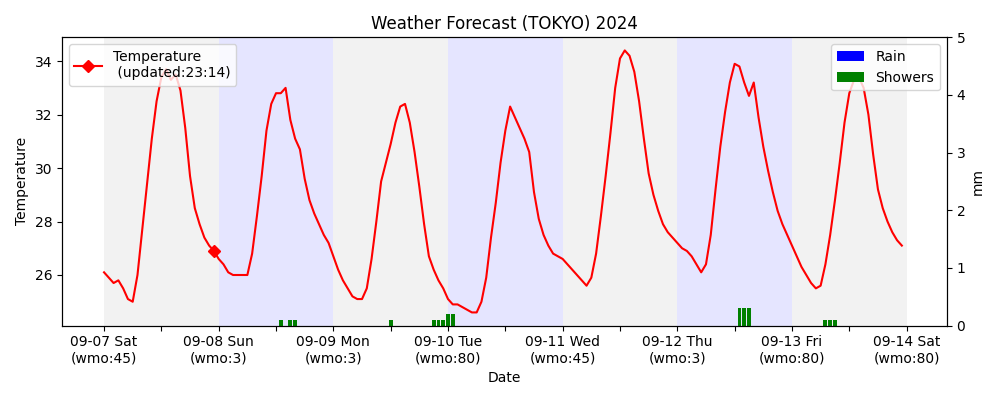 Weather Forecast (TOKYO) 2024
Temperature
(updated:23:14)
Rain
Showers
Temperature
34
32
30
28
26
5
4
3
2
1
0
mm
09-07 Sat
(wmo:45)
09-08 Sun
(wmo:3)
09-09 Mon
(wmo:3)
09-10 Tue
(wmo:80)
09-11 Wed
(wmo:45)
09-12 Thu
(wmo:3)
09-13 Fri
(wmo:80)
09-14 Sat
(wmo:80)
Date